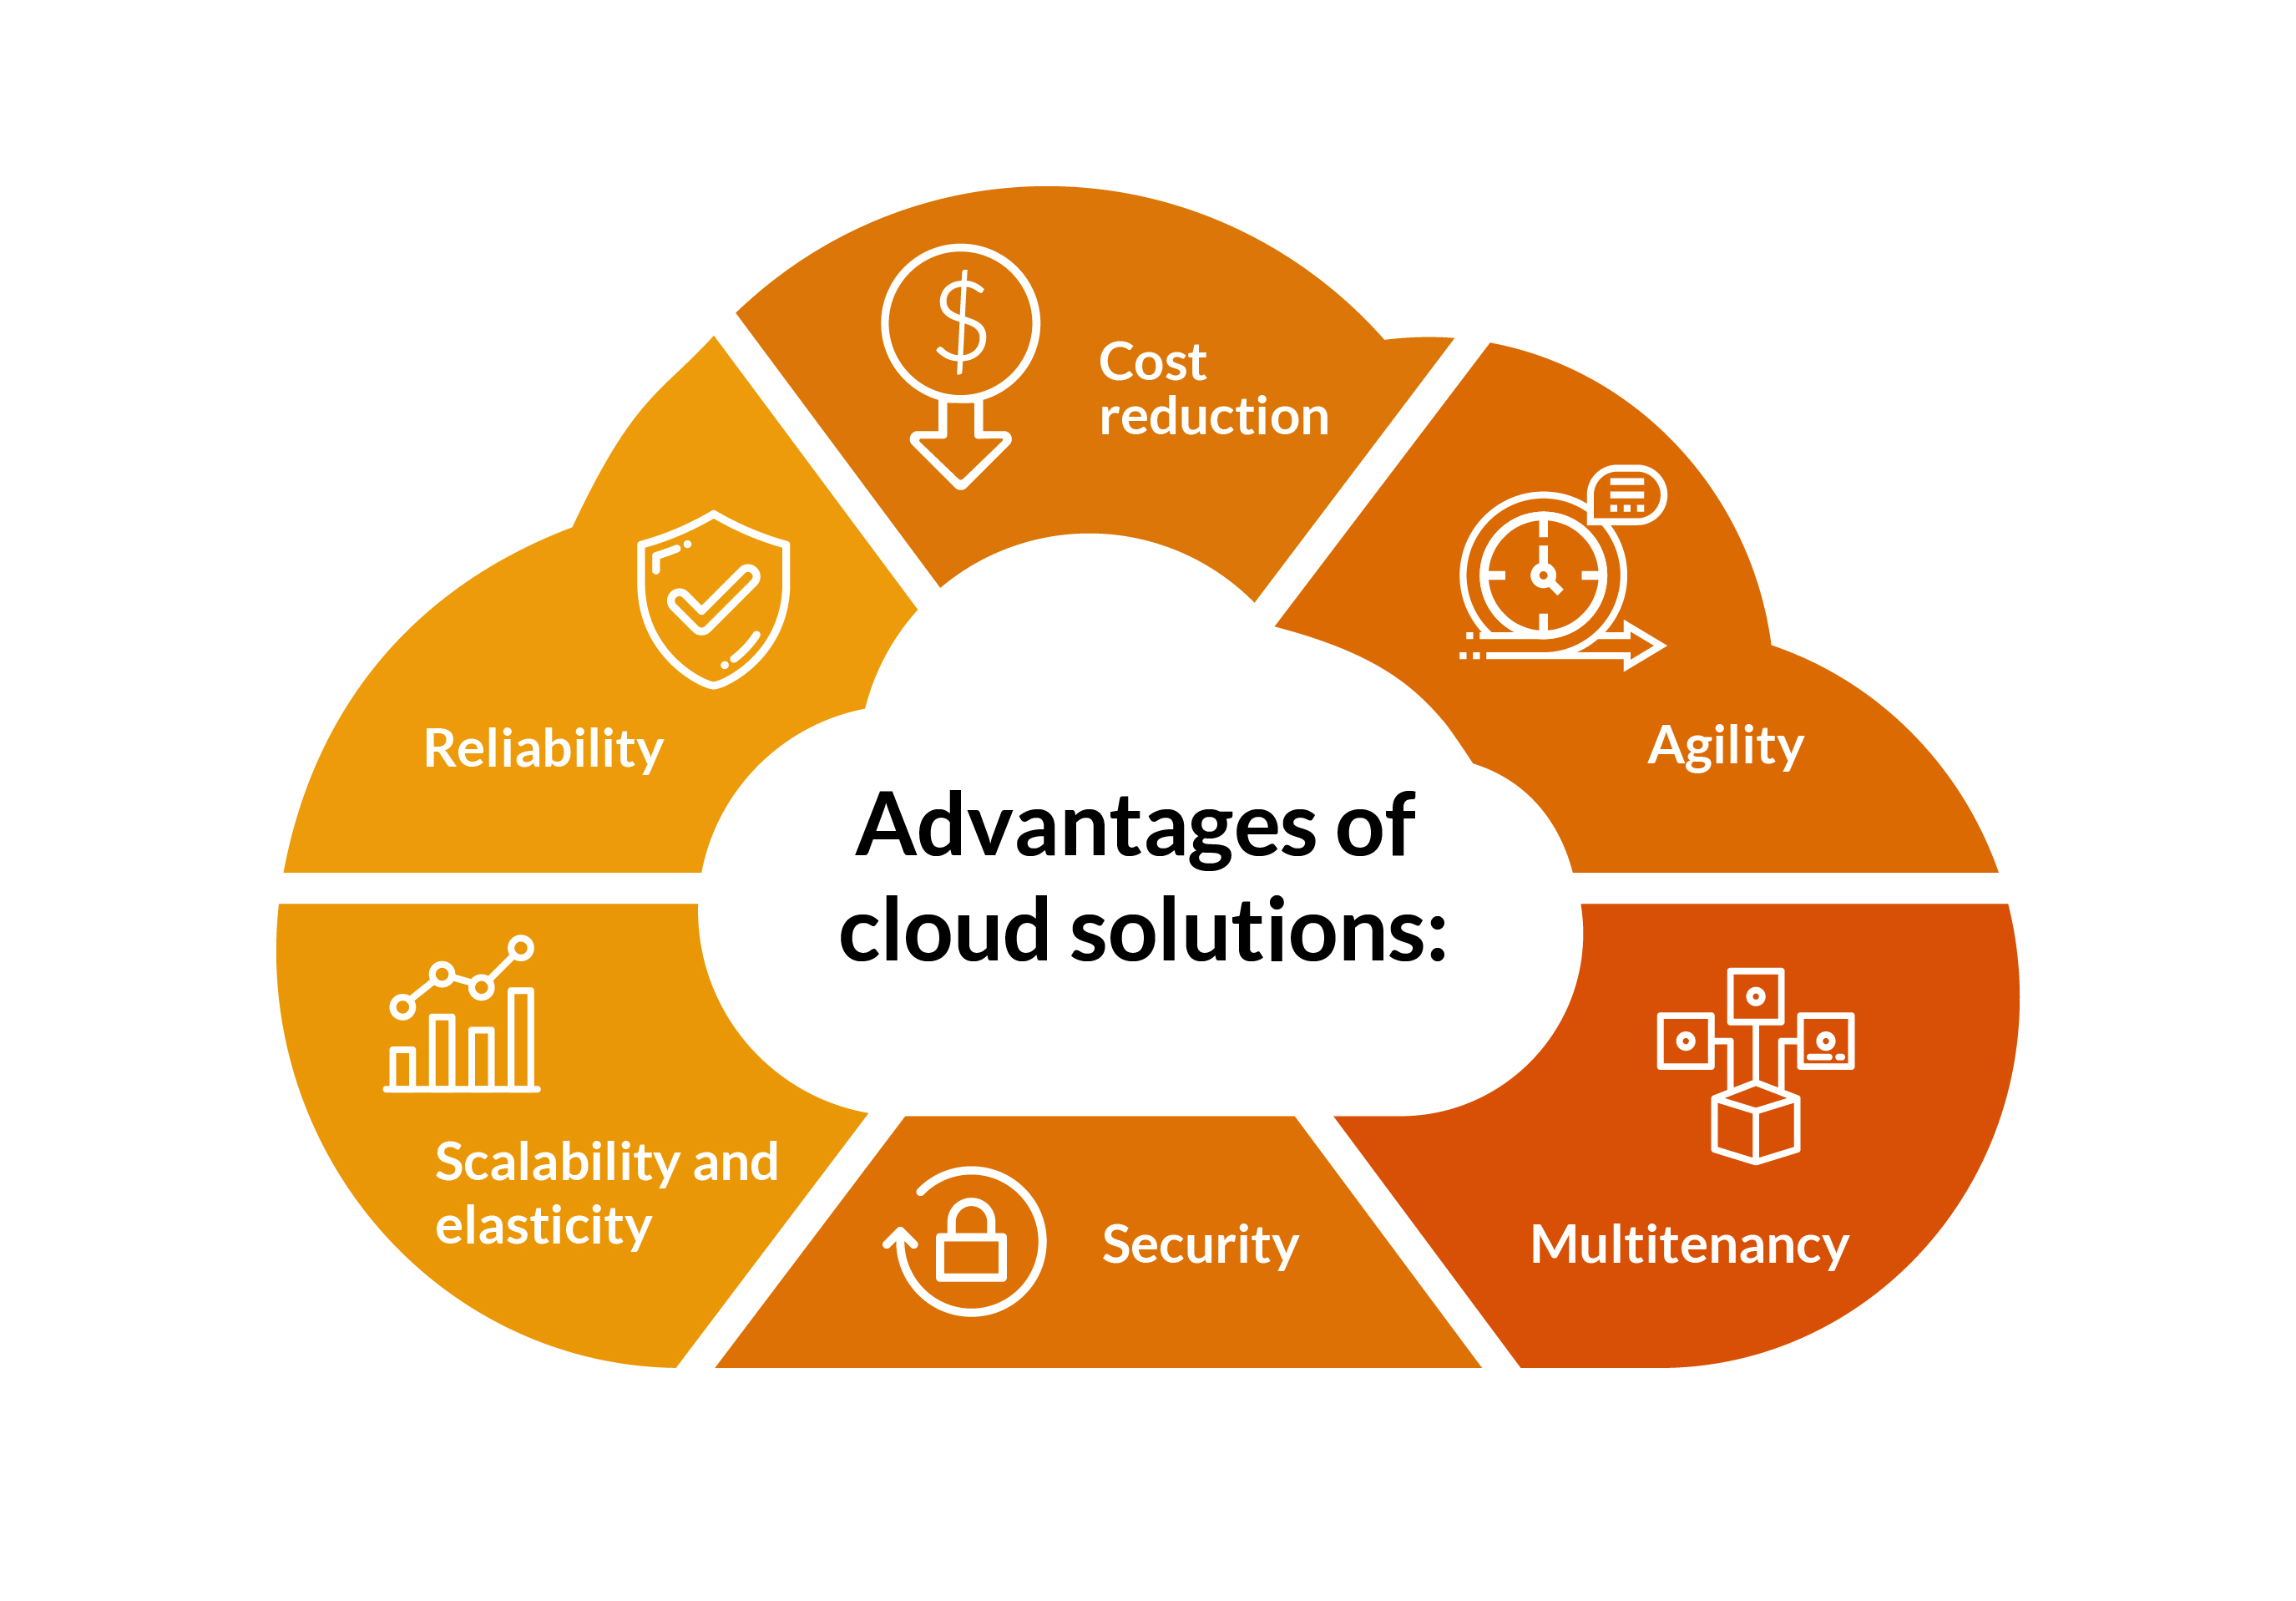 Cost
reduction
Reliability
Agility
Advantages of
cloud solutions:
Scalability and
elasticity
Security
Multitenancy